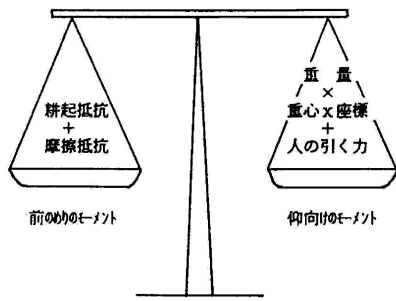 耕起抵抗
+
摩擦抵抗
前のめりのモーメント
重 量
×
重心x座標
+
人の引く力
仰向けのモーメント